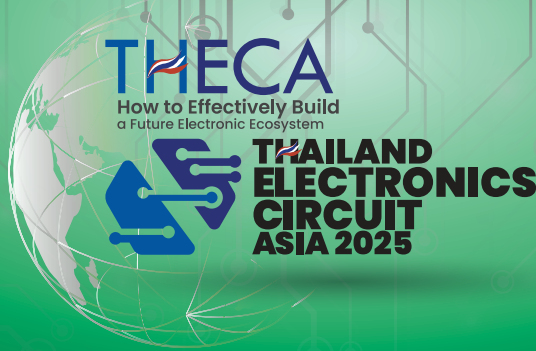 THECA
How to Effectively Build
a Future Electronic Ecosystem
THAILAND
ELECTRONICS
CIRCUIT
ASIA 2025